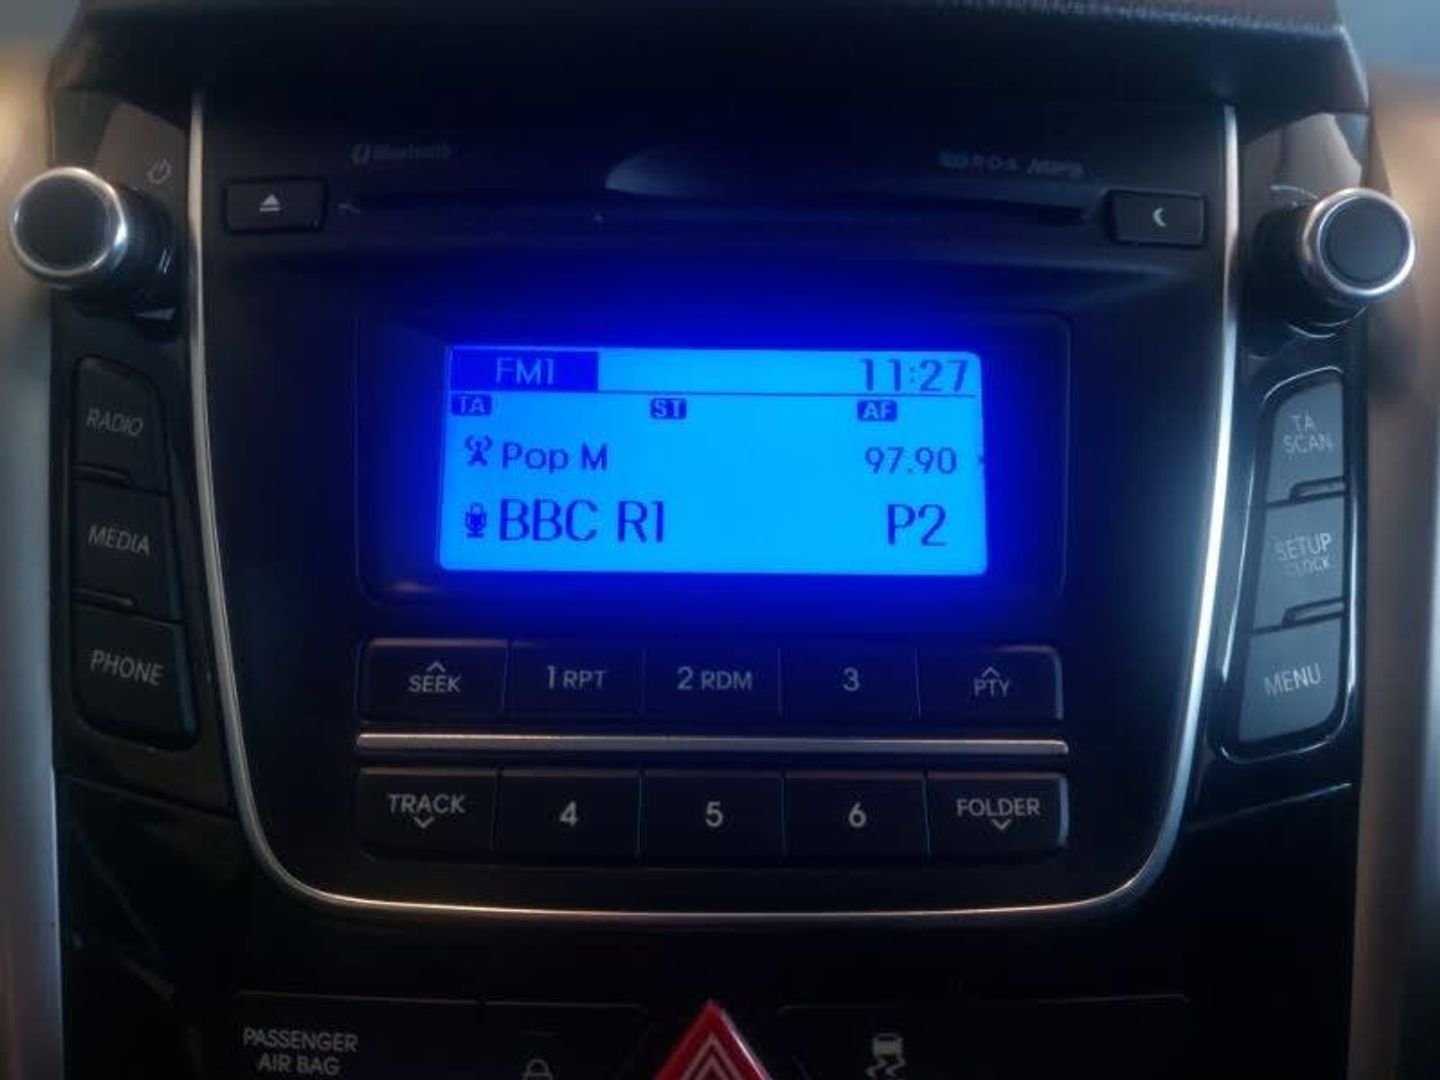 Bluetooth
FM1 11:27
TA ST AF
Pop M 97.90
BBC R1 P2
RADIO
MEDIA
PHONE
TA
SCAN
SETUP
CLOCK
MENU
SEEK 1 RPT 2 RDM 3 PTY
TRACK 4 5 6 FOLDER
PASSENGER
AIR BAG